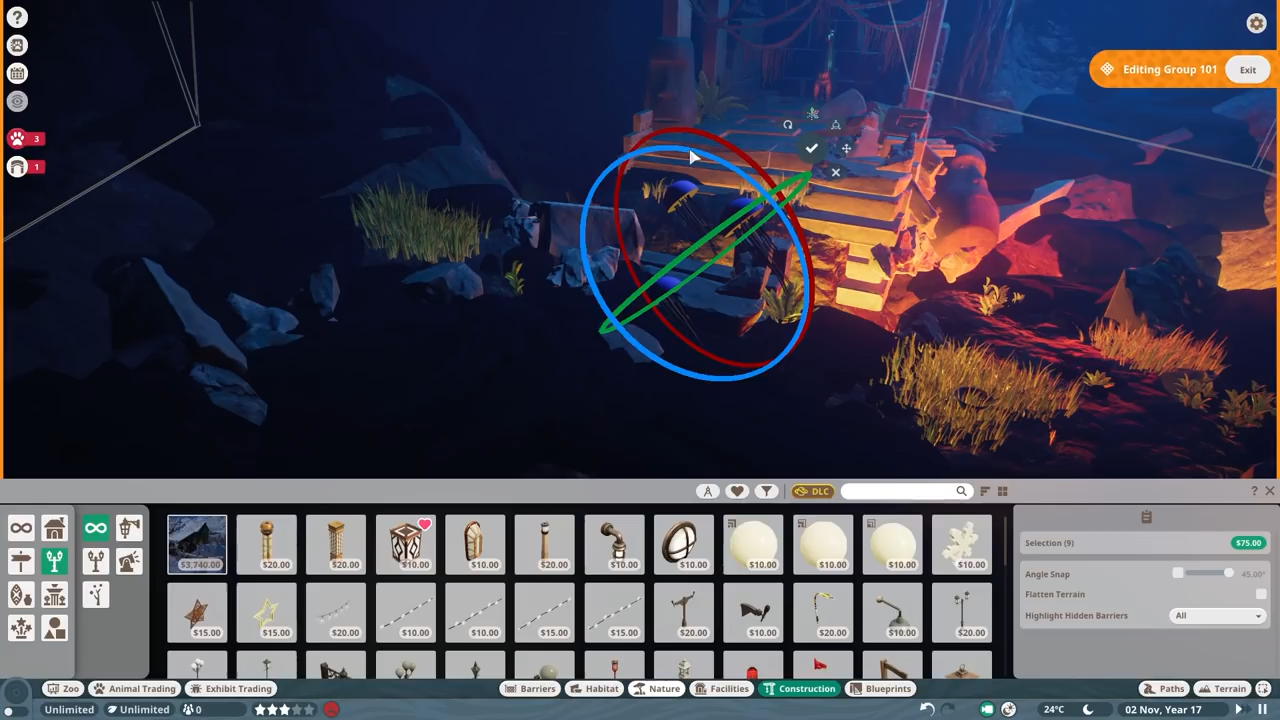 ?
Editing Group 101
Exit
3
1
DLC
?
$3,740.00
$20.00
$20.00
$10.00
$10.00
$20.00
$10.00
$10.00
$10.00
$10.00
$10.00
$10.00
$15.00
$15.00
$20.00
$10.00
$10.00
$15.00
$15.00
$20.00
$10.00
$20.00
$10.00
$20.00
Selection (9)
$75.00
Angle Snap
45.00°
Flatten Terrain
Highlight Hidden Barriers
All
Zoo
Animal Trading
Exhibit Trading
Barriers
Habitat
Nature
Facilities
Construction
Blueprints
Paths
Terrain
Unlimited
Unlimited
0
24°C
02 Nov, Year 17